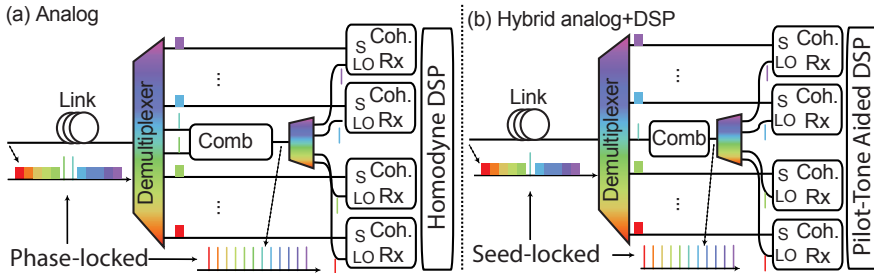 (a) Analog
Link
Demultiplexer
...
...
Comb
S
LO
Coh.
Rx
S
LO
Coh.
Rx
S
LO
Coh.
Rx
S
LO
Coh.
Rx
Homodyne DSP
Phase-locked
(b) Hybrid analog+DSP
Link
Demultiplexer
...
...
Comb
S
LO
Coh.
Rx
S
LO
Coh.
Rx
S
LO
Coh.
Rx
S
LO
Coh.
Rx
Pilot-Tone Aided DSP
Seed-locked